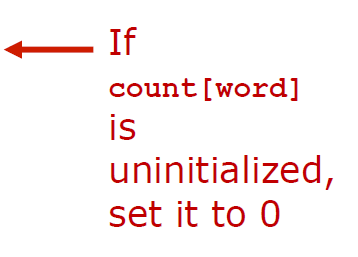 If
count[word]
is
uninitialized,
set it to 0